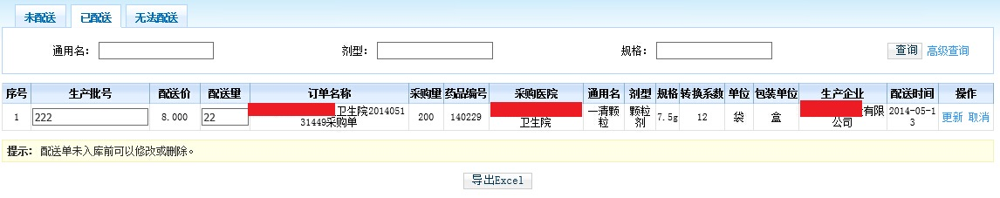 未配送 已配送 无法配送
通用名： 剂型： 规格： 查询 高级查询
序号 生产批号 配送价 配送量 订单名称 采购量 药品编号 采购医院 通用名 剂型 规格 转换系数 单位 包装单位 生产企业 配送时间 操作
1 222 8.000 22 卫生院2014051 31449采购单 200 140229 卫生院 一清颗粒 颗粒剂 7.5g 12 袋 盒 有限公司 2014-05-13 更新 取消
提示：配送单未入库前可以修改或删除。
导出Excel